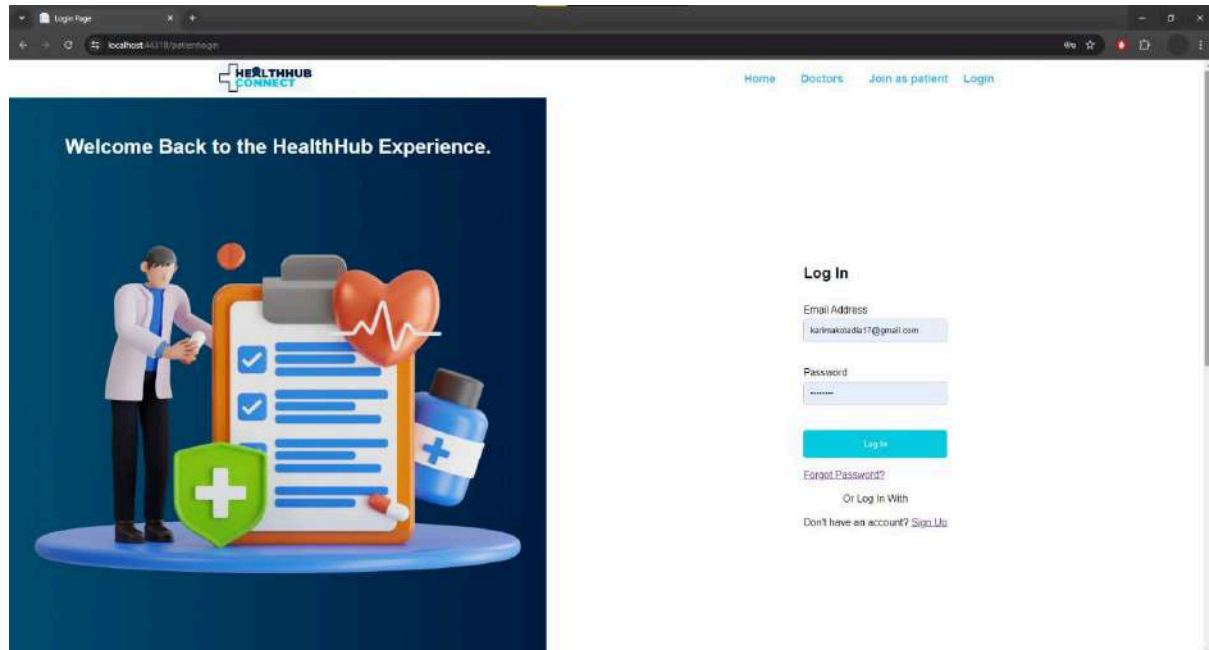 Login Page
localhost:44319/patientlogin
HEALTHHUB
CONNECT
Home Doctors Join as patient Login
Welcome Back to the HealthHub Experience.
Log In
Email Address
karimakotadia17@gmail.com
Password
Log In
Forgot Password?
Or Log In With
Don't have an account? Sign Up